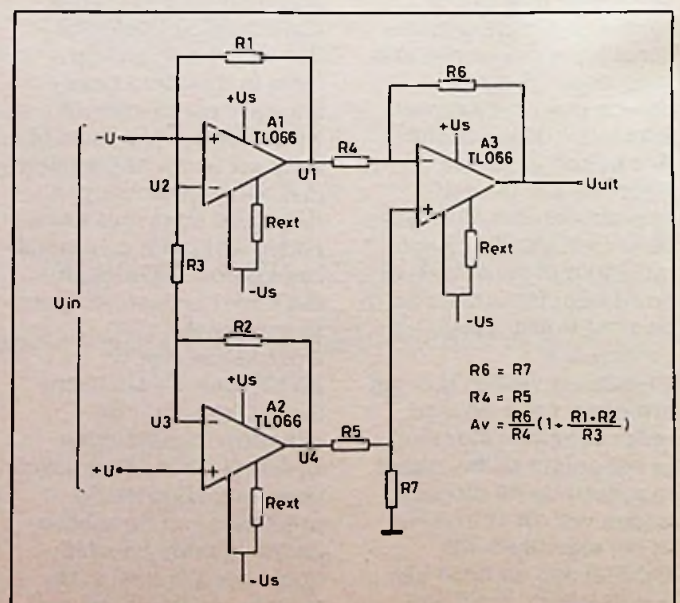 R1
+Us
A1
TL066
-U
U2
U1
Rext
-Us
R3
Uin
R2
+Us
A2
TL066
U3
+U
U4
Rext
-Us
R4
R6
+Us
A3
TL066
Uuit
Rext
-Us
R5
R7
R6 = R7
R4 = R5
Av = R6/R4 (1+ R1+R2/R3)